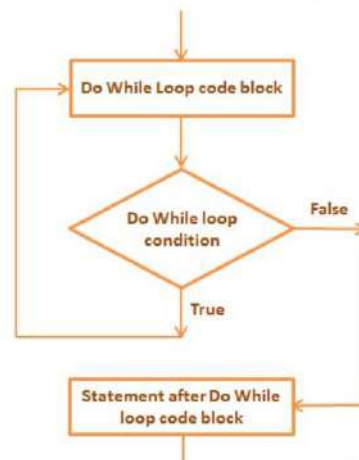 Do While Loop code block
Do While loop
condition
False
True
Statement after Do While
loop code block